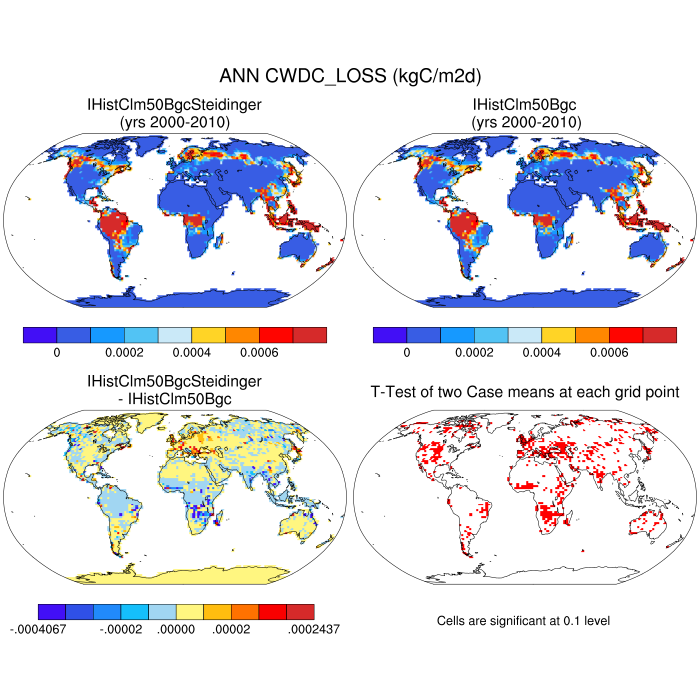 ANN CWDC_LOSS (kgC/m2d)
IHistClm50BgcSteidinger
(yrs 2000-2010)
IHistClm50Bgc
(yrs 2000-2010)
0 0.0002 0.0004 0.0006
0 0.0002 0.0004 0.0006
IHistClm50BgcSteidinger
- IHistClm50Bgc
T-Test of two Case means at each grid point
-.0004067 -.00002 .00000 .00002 .0002437
Cells are significant at 0.1 level